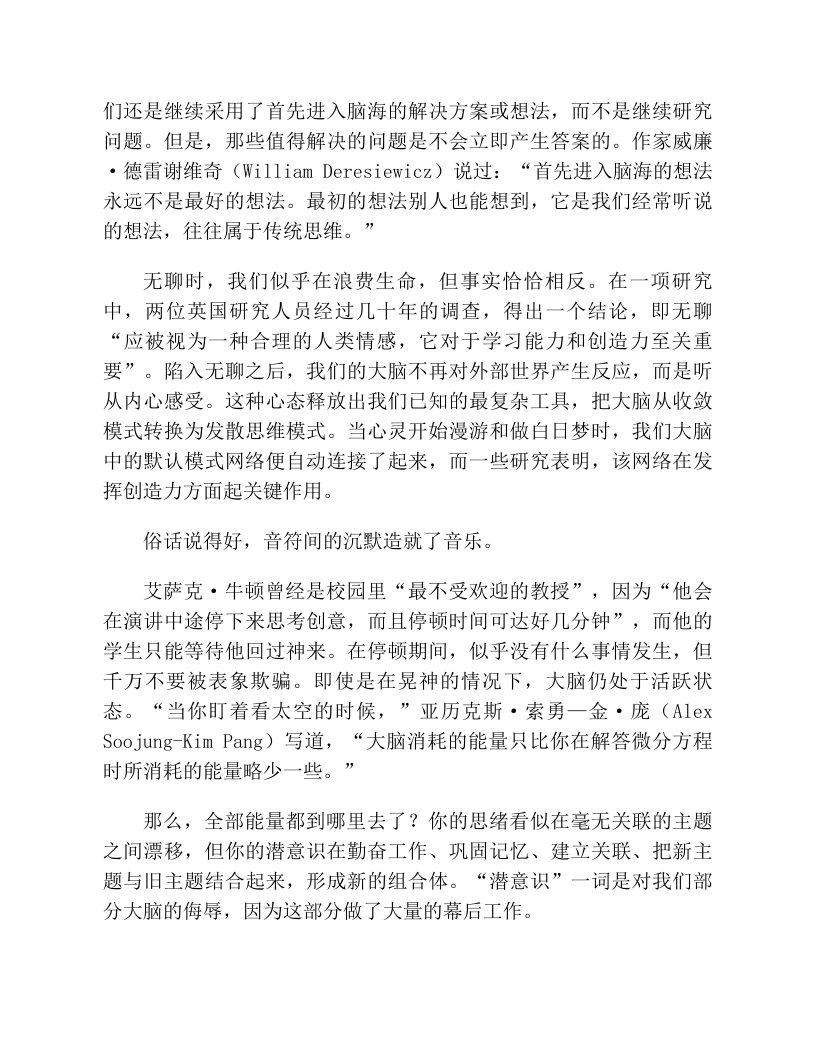 们还是继续采用了首先进入脑海的解决方案或想法，而不是继续研究
问题。但是，那些值得解决的问题是不会立即产生答案的。作家威廉
·德雷谢维奇（William Deresiewicz）说过：“首先进入脑海的想法
永远不是最好的想法。最初的想法别人也能想到，它是我们经常听说
的想法，往往属于传统思维。”
无聊时，我们似乎在浪费生命，但事实恰恰相反。在一项研究
中，两位英国研究人员经过几十年的调查，得出一个结论，即无聊
“应被视为一种合理的人类情感，它对于学习能力和创造力至关重
要”。陷入无聊之后，我们的大脑不再对外部世界产生反应，而是听
从内心感受。这种心态释放出我们已知的最复杂工具，把大脑从收敛
模式转换为发散思维模式。当心灵开始漫游和做白日梦时，我们大脑
中的默认模式网络便自动连接了起来，而一些研究表明，该网络在发
挥创造力方面起关键作用。
俗话说得好，音符间的沉默造就了音乐。
艾萨克·牛顿曾经是校园里“最不受欢迎的教授”，因为“他会
在演讲中途停下来思考创意，而且停顿时间可达好几分钟”，而他的
学生只能等待他回过神来。在停顿期间，似乎没有什么事情发生，但
千万不要被表象欺骗。即使是在晃神的情况下，大脑仍处于活跃状
态。“当你盯着看太空的时候，”亚历克斯·索勇—金·庞（Alex
Soojung-Kim Pang）写道，“大脑消耗的能量只比你在解答微分方程
时所消耗的能量略少一些。”
那么，全部能量都到哪里去了？你的思绪看似在毫无关联的主题
之间漂移，但你的潜意识在勤奋工作、巩固记忆、建立关联、把新主
题与旧主题结合起来，形成新的组合体。“潜意识”一词是对我们部
分大脑的侮辱，因为这部分做了大量的幕后工作。